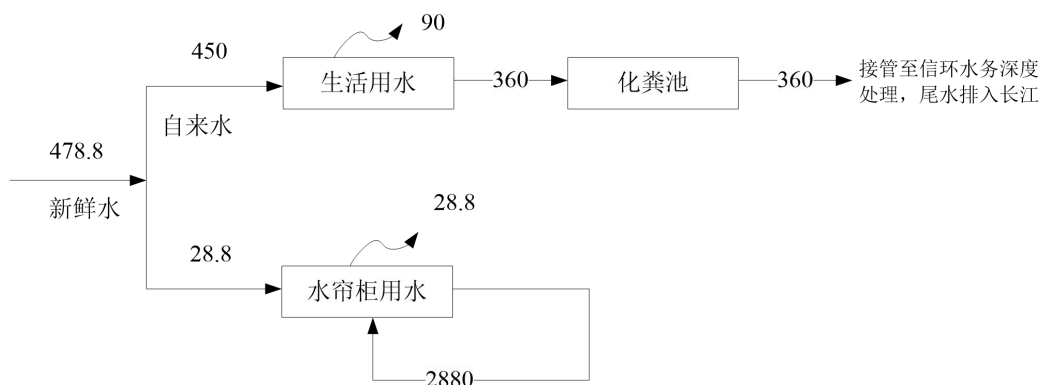 90
450
生活用水
360
化粪池
360
接管至信环水务深度
处理，尾水排入长江
自来水
478.8
新鲜水
28.8
28.8
水帘柜用水
2880